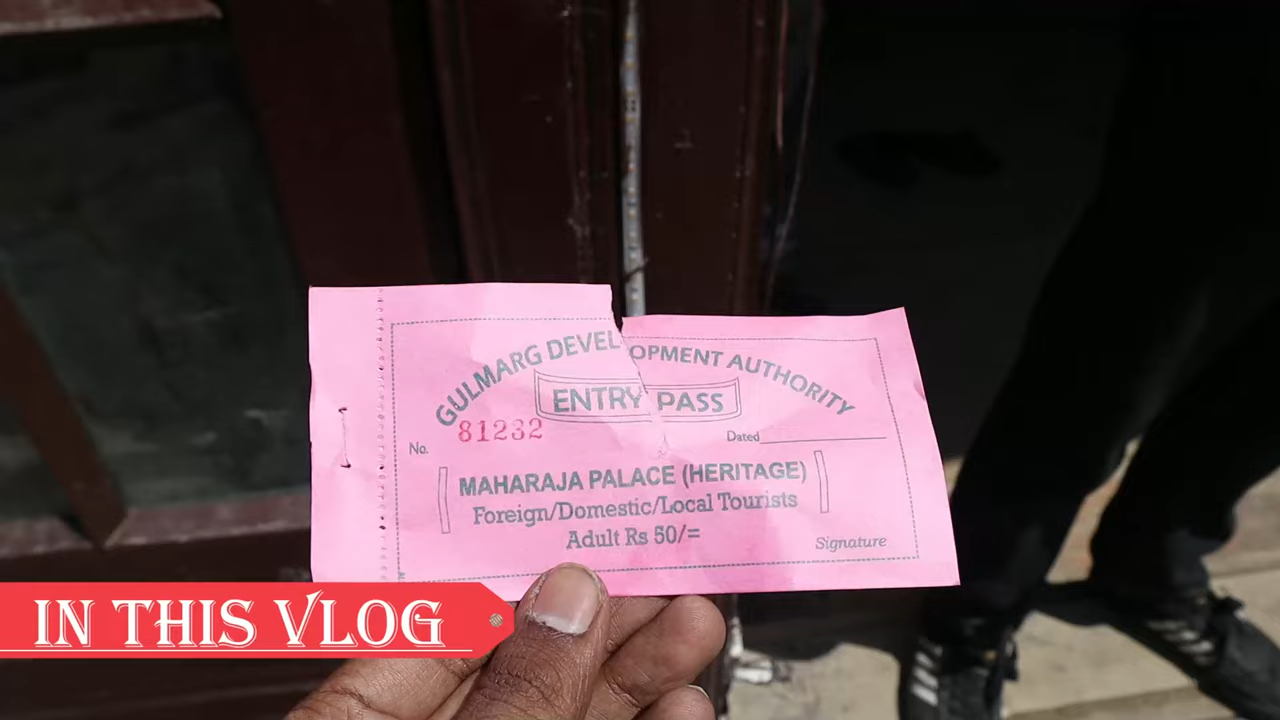 GULMARG DEVELOPMENT AUTHORITY
ENTRY PASS
No. 81232
Dated
MAHARAJA PALACE (HERITAGE)
Foreign/Domestic/Local Tourists
Adult Rs 50/=
Signature
IN THIS VLOG